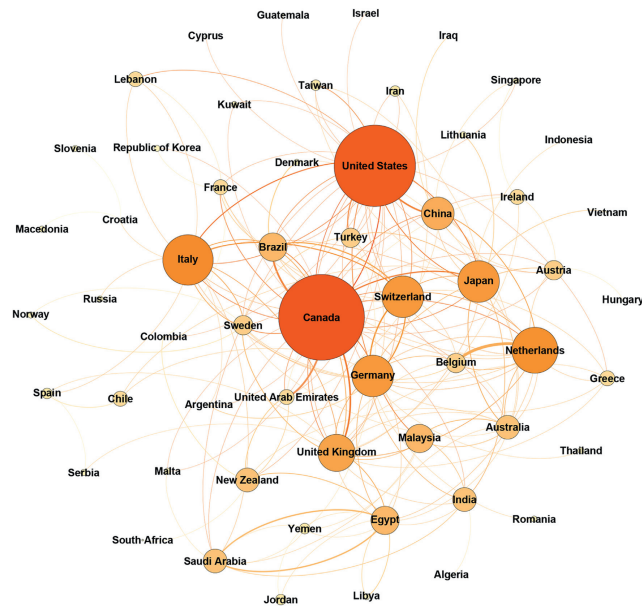 Guatemala
Israel
Cyprus
Iraq
Lebanon
Taiwan
Iran
Singapore
Kuwait
Lithuania
Indonesia
Slovenia
Republic of Korea
Denmark
United States
France
Ireland
China
Vietnam
Croatia
Macedonia
Turkey
Brazil
Italy
Austria
Japan
Switzerland
Russia
Hungary
Norway
Canada
Sweden
Colombia
Netherlands
Belgium
Germany
Greece
Spain
Chile
United Arab Emirates
Argentina
Australia
Malaysia
United Kingdom
Thailand
Serbia
Malta
New Zealand
India
Romania
Egypt
Yemen
South-Africa
Saudi Arabia
Algeria
Libya
Jordan